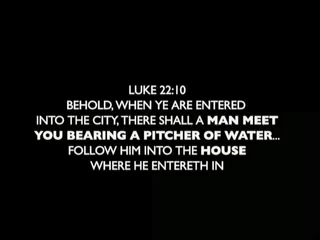 LUKE 22:10
BEHOLD, WHEN YE ARE ENTERED
INTO THE CITY, THERE SHALL A MAN MEET
YOU BEARING A PITCHER OF WATER...
FOLLOW HIM INTO THE HOUSE
WHERE HE ENTERETH IN